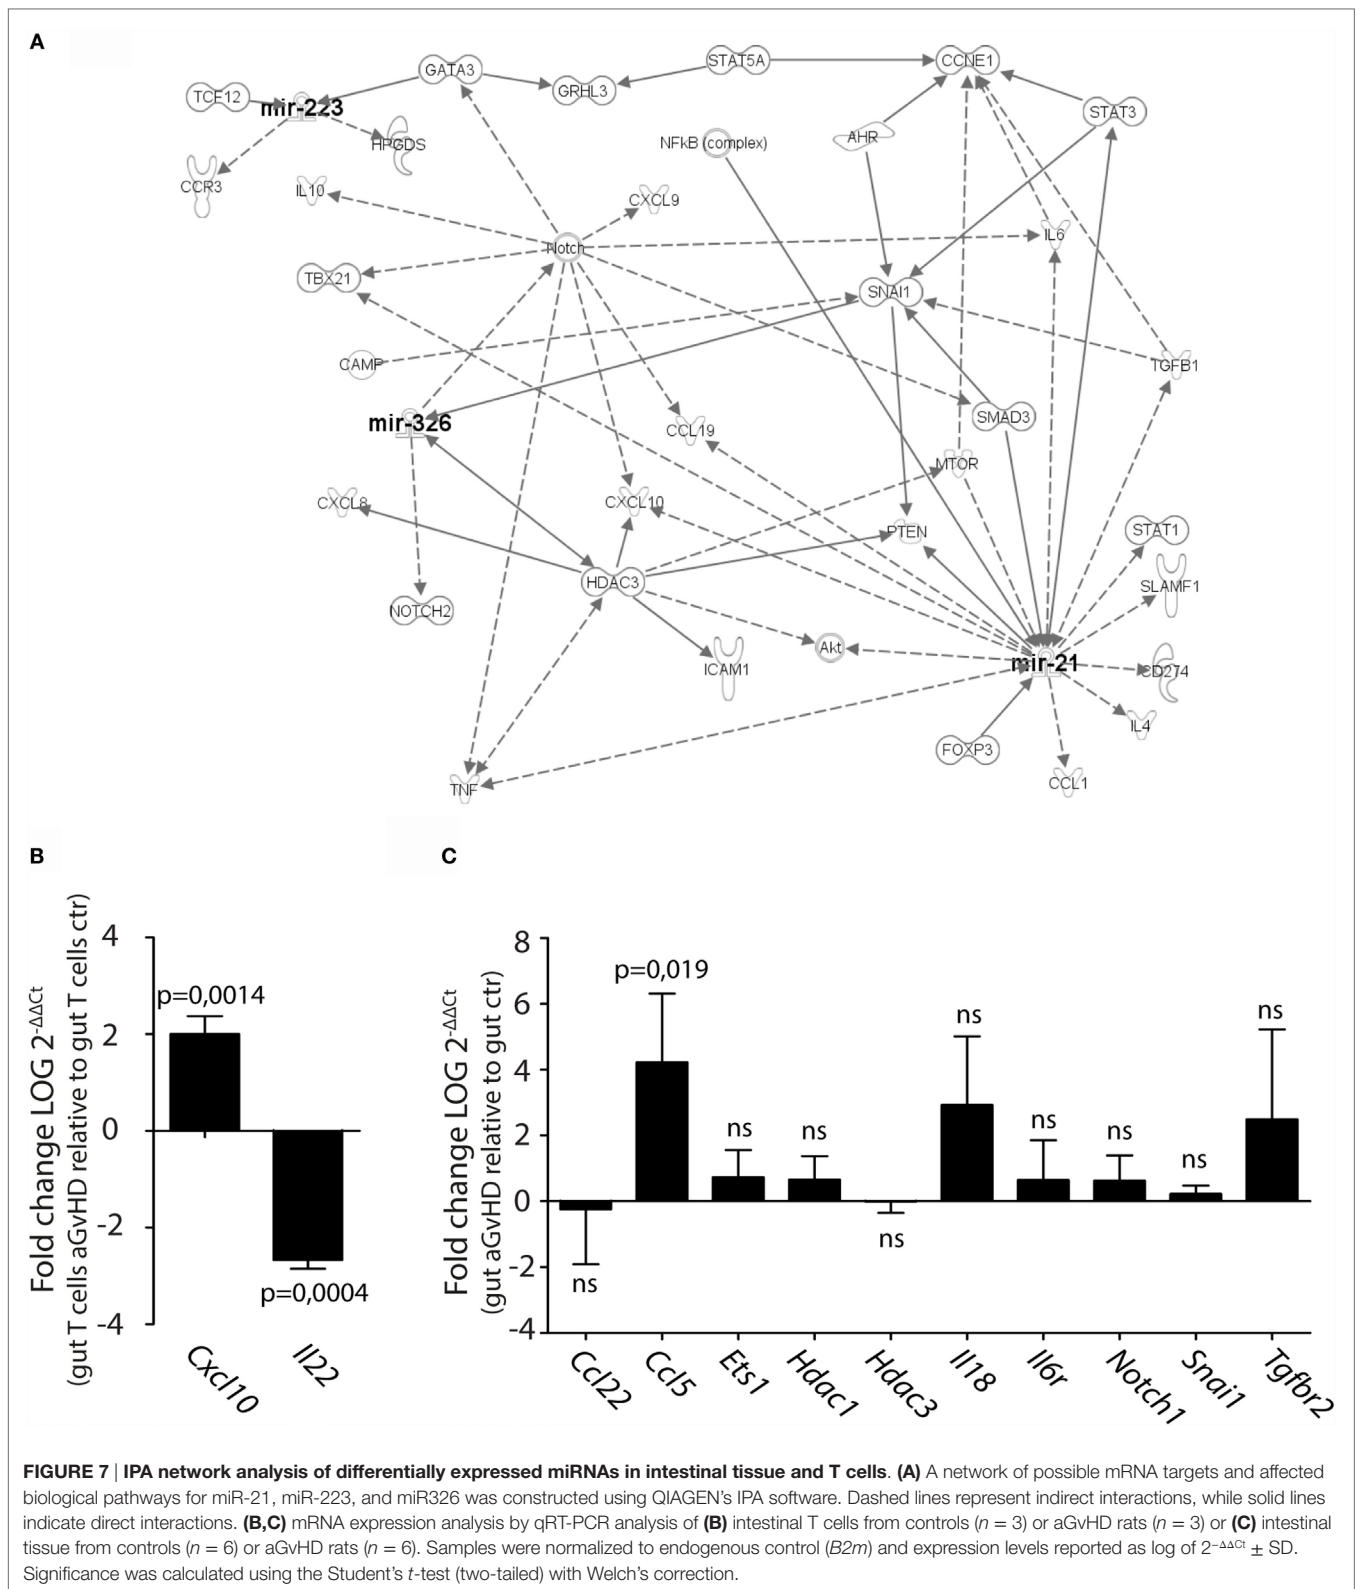 A
GATA3
STAT5A
CCNE1
TCF12
mir-223
GRHL3
STAT3
HPGDS
NFkB (complex)
AHR
CCR3
IL10
CXCL9
Notch
IL6
TBX21
SNAI1
CAMP
TGFB1
mir-326
CCL19
SMAD3
MTOR
CXCL8
CXCL10
PTEN
STAT1
HDAC3
SLAMF1
NOTCH2
ICAM1
Akt
mir-21
CD274
IL4
FOXP3
TNF
CCL1
B
Fold change LOG 2-ΔΔCt
(gut T cells aGvHD relative to gut T cells ctr)
4
2
0
-2
-4
p=0,0014
p=0,0004
Cxcl10
Il22
C
Fold change LOG 2-ΔΔCt
(gut aGvHD relative to gut ctr)
8
6
4
2
0
-2
-4
ns
p=0,019
ns
ns
ns
ns
ns
ns
ns
ns
Ccl22
Ccl5
Ets1
Hdac1
Hdac3
Il18
Il6r
Notch1
Snai1
Tgfbr2
FIGURE 7 | IPA network analysis of differentially expressed miRNAs in intestinal tissue and T cells. (A) A network of possible mRNA targets and affected
biological pathways for miR-21, miR-223, and miR326 was constructed using QIAGEN's IPA software. Dashed lines represent indirect interactions, while solid lines
indicate direct interactions. (B,C) mRNA expression analysis by qRT-PCR analysis of (B) intestinal T cells from controls (n = 3) or aGvHD rats (n = 3) or (C) intestinal
tissue from controls (n = 6) or aGvHD rats (n = 6). Samples were normalized to endogenous control (B2m) and expression levels reported as log of 2−ΔΔCt ± SD.
Significance was calculated using the Student's t-test (two-tailed) with Welch's correction.